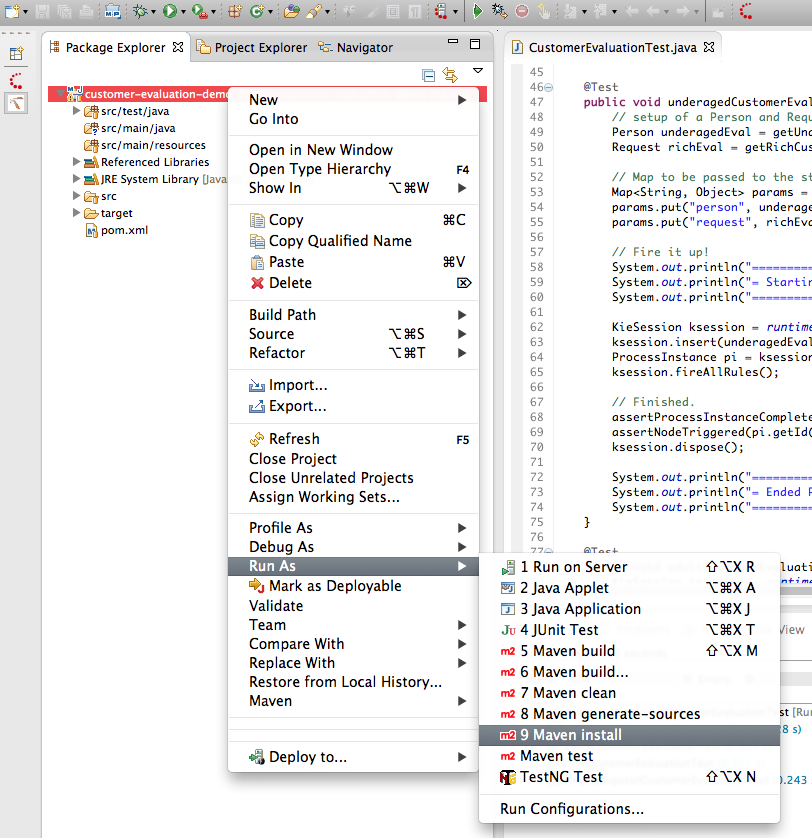 Package Explorer
Project Explorer
Navigator
CustomerEvaluationTest.java
customer-evaluation-demo
src/test/java
src/main/java
src/main/resources
Referenced Libraries
JRE System Library [Java
src
target
pom.xml
New
Go Into
Open in New Window
Open Type Hierarchy F4
Show In ⌥⌘W
Copy ⌘C
Copy Qualified Name
Paste ⌘V
Delete ⌦
Build Path
Source ⌥⌘S
Refactor ⌥⌘T
Import...
Export...
Refresh F5
Close Project
Close Unrelated Projects
Assign Working Sets...
Profile As
Debug As
Run As
Mark as Deployable
Validate
Team
Compare With
Replace With
Restore from Local History...
Maven
Deploy to...
45
46 @Test
47 public void underagedCustomerEval
48 // setup of a Person and Requ
49 Person underagedEval = getUnd
50 Request richEval = getRichCus
51
52 // Map to be passed to the st
53 Map<String, Object> params =
54 params.put("person", underage
55 params.put("request", richEva
56
57 // Fire it up!
58 System.out.println("=========
59 System.out.println("= Startin
60 System.out.println("=========
61
62 KieSession ksession = runtime
63 ksession.insert(underagedEval
64 ProcessInstance pi = ksession
65 ksession.fireAllRules();
66
67 // Finished.
68 assertProcessInstanceComplete
69 assertNodeTriggered(pi.getId(
70 ksession.dispose();
71
72 System.out.println("=========
73 System.out.println("= Ended P
74 System.out.println("=========
75 }
76
77 @Test
1 Run on Server ⇧⌥X R
2 Java Applet ⌥⌘X A
3 Java Application ⌥⌘X J
4 JUnit Test ⌥⌘X T
5 Maven build ⇧⌥X M
6 Maven build...
7 Maven clean
8 Maven generate-sources
9 Maven install
Maven test
TestNG Test ⇧⌥X N
Run Configurations...
View
[Run
8 s)
0.243